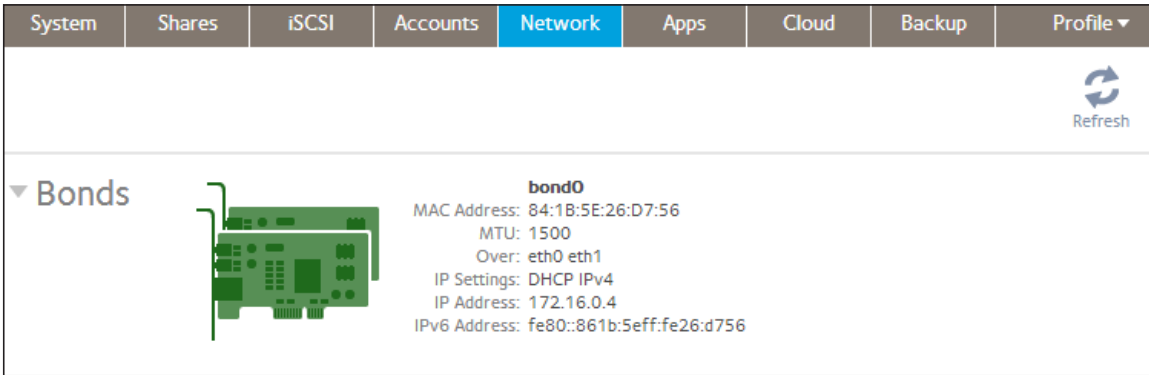 System Shares iSCSI Accounts Network Apps Cloud Backup Profile ▾
Refresh
Bonds
bond0
MAC Address: 84:1B:5E:26:D7:56
MTU: 1500
Over: eth0 eth1
IP Settings: DHCP IPv4
IP Address: 172.16.0.4
IPv6 Address: fe80::861b:5eff:fe26:d756